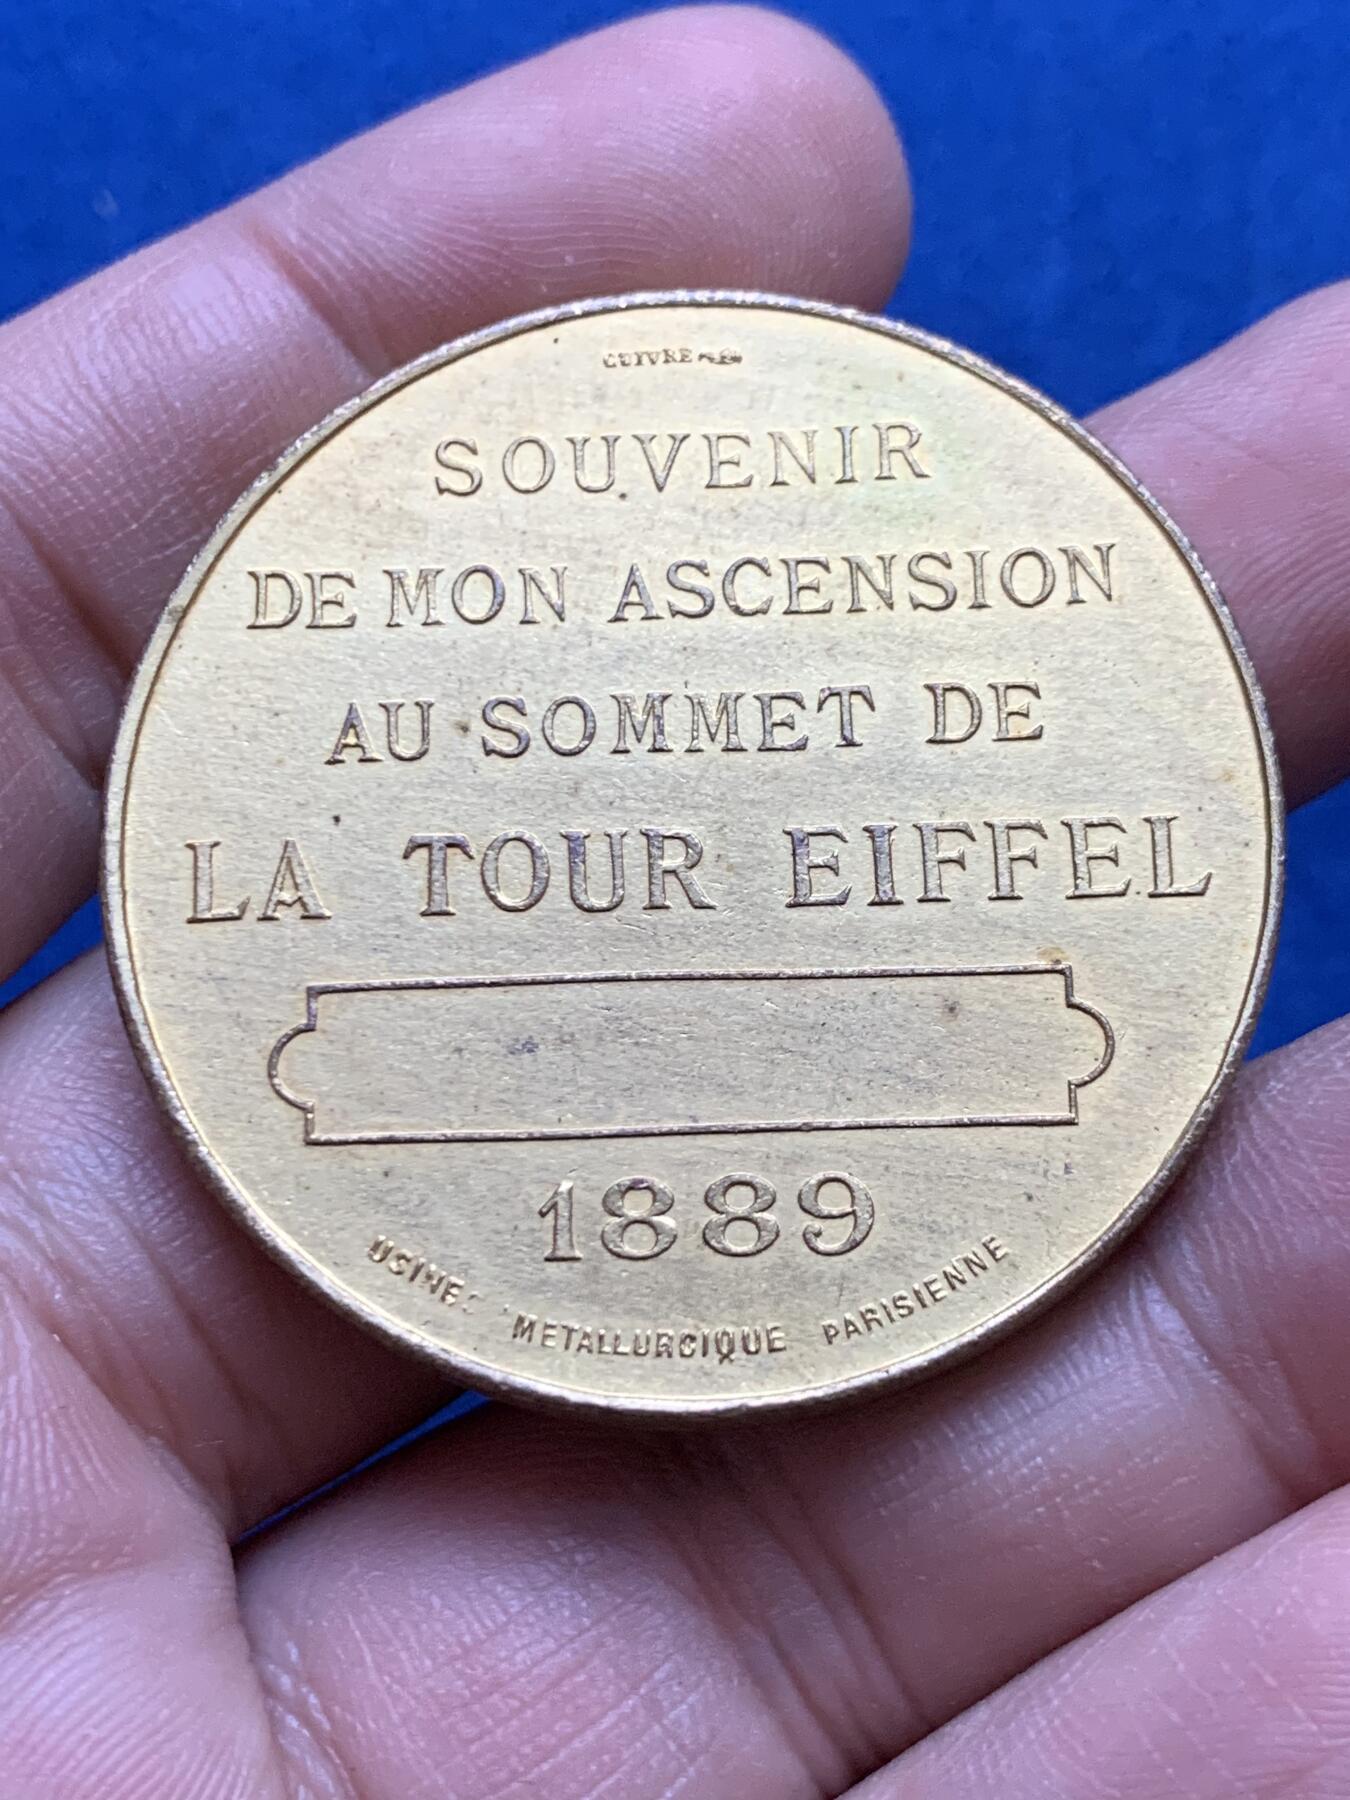 CUIVRE
SOUVENIR
DE MON ASCENSION
AU SOMMET DE
LA TOUR EIFFEL
1889
USINE METALLURGIQUE PARISIENNE